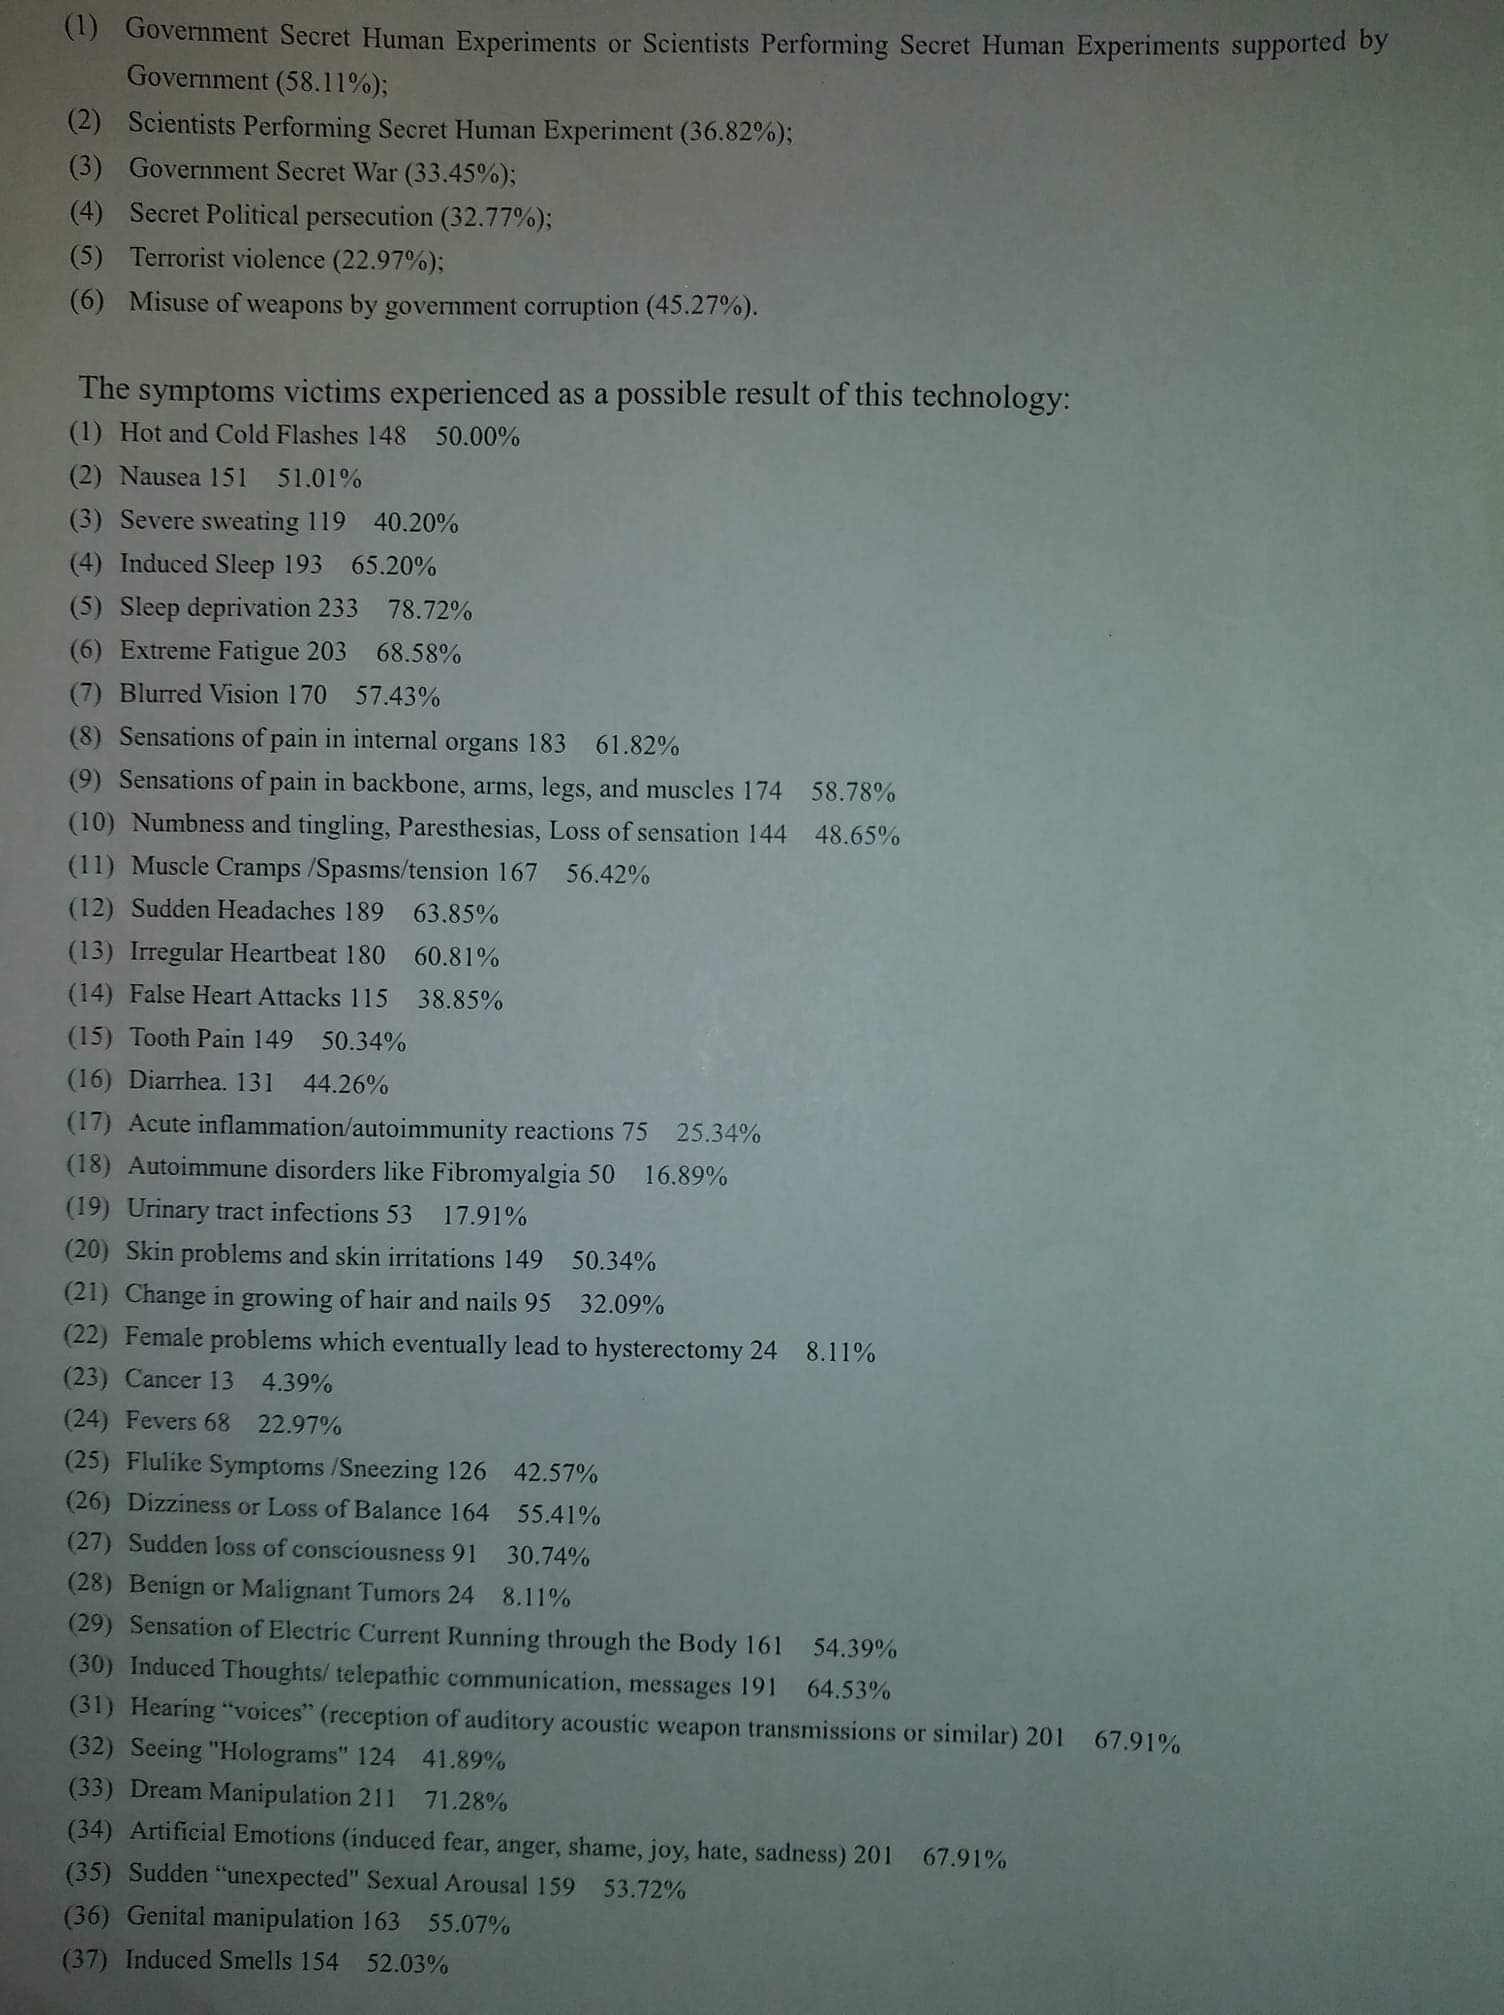 (1) Government Secret Human Experiments or Scientists Performing Secret Human Experiments supported by
Government (58.11%);
(2) Scientists Performing Secret Human Experiment (36.82%);
(3) Government Secret War (33.45%);
(4) Secret Political persecution (32.77%);
(5) Terrorist violence (22.97%);
(6) Misuse of weapons by government corruption (45.27%).
The symptoms victims experienced as a possible result of this technology:
(1) Hot and Cold Flashes 148 50.00%
(2) Nausea 151 51.01%
(3) Severe sweating 119 40.20%
(4) Induced Sleep 193 65.20%
(5) Sleep deprivation 233 78.72%
(6) Extreme Fatigue 203 68.58%
(7) Blurred Vision 170 57.43%
(8) Sensations of pain in internal organs 183 61.82%
(9) Sensations of pain in backbone, arms, legs, and muscles 174 58.78%
(10) Numbness and tingling, Paresthesias, Loss of sensation 144 48.65%
(11) Muscle Cramps /Spasms/tension 167 56.42%
(12) Sudden Headaches 189 63.85%
(13) Irregular Heartbeat 180 60.81%
(14) False Heart Attacks 115 38.85%
(15) Tooth Pain 149 50.34%
(16) Diarrhea. 131 44.26%
(17) Acute inflammation/autoimmunity reactions 75 25.34%
(18) Autoimmune disorders like Fibromyalgia 50 16.89%
(19) Urinary tract infections 53 17.91%
(20) Skin problems and skin irritations 149 50.34%
(21) Change in growing of hair and nails 95 32.09%
(22) Female problems which eventually lead to hysterectomy 24 8.11%
(23) Cancer 13 4.39%
(24) Fevers 68 22.97%
(25) Flulike Symptoms /Sneezing 126 42.57%
(26) Dizziness or Loss of Balance 164 55.41%
(27) Sudden loss of consciousness 91 30.74%
(28) Benign or Malignant Tumors 24 8.11%
(29) Sensation of Electric Current Running through the Body 161 54.39%
(30) Induced Thoughts/ telepathic communication, messages 191 64.53%
(31) Hearing “voices” (reception of auditory acoustic weapon transmissions or similar) 201 67.91%
(32) Seeing "Holograms" 124 41.89%
(33) Dream Manipulation 211 71.28%
(34) Artificial Emotions (induced fear, anger, shame, joy, hate, sadness) 201 67.91%
(35) Sudden “unexpected" Sexual Arousal 159 53.72%
(36) Genital manipulation 163 55.07%
(37) Induced Smells 154 52.03%